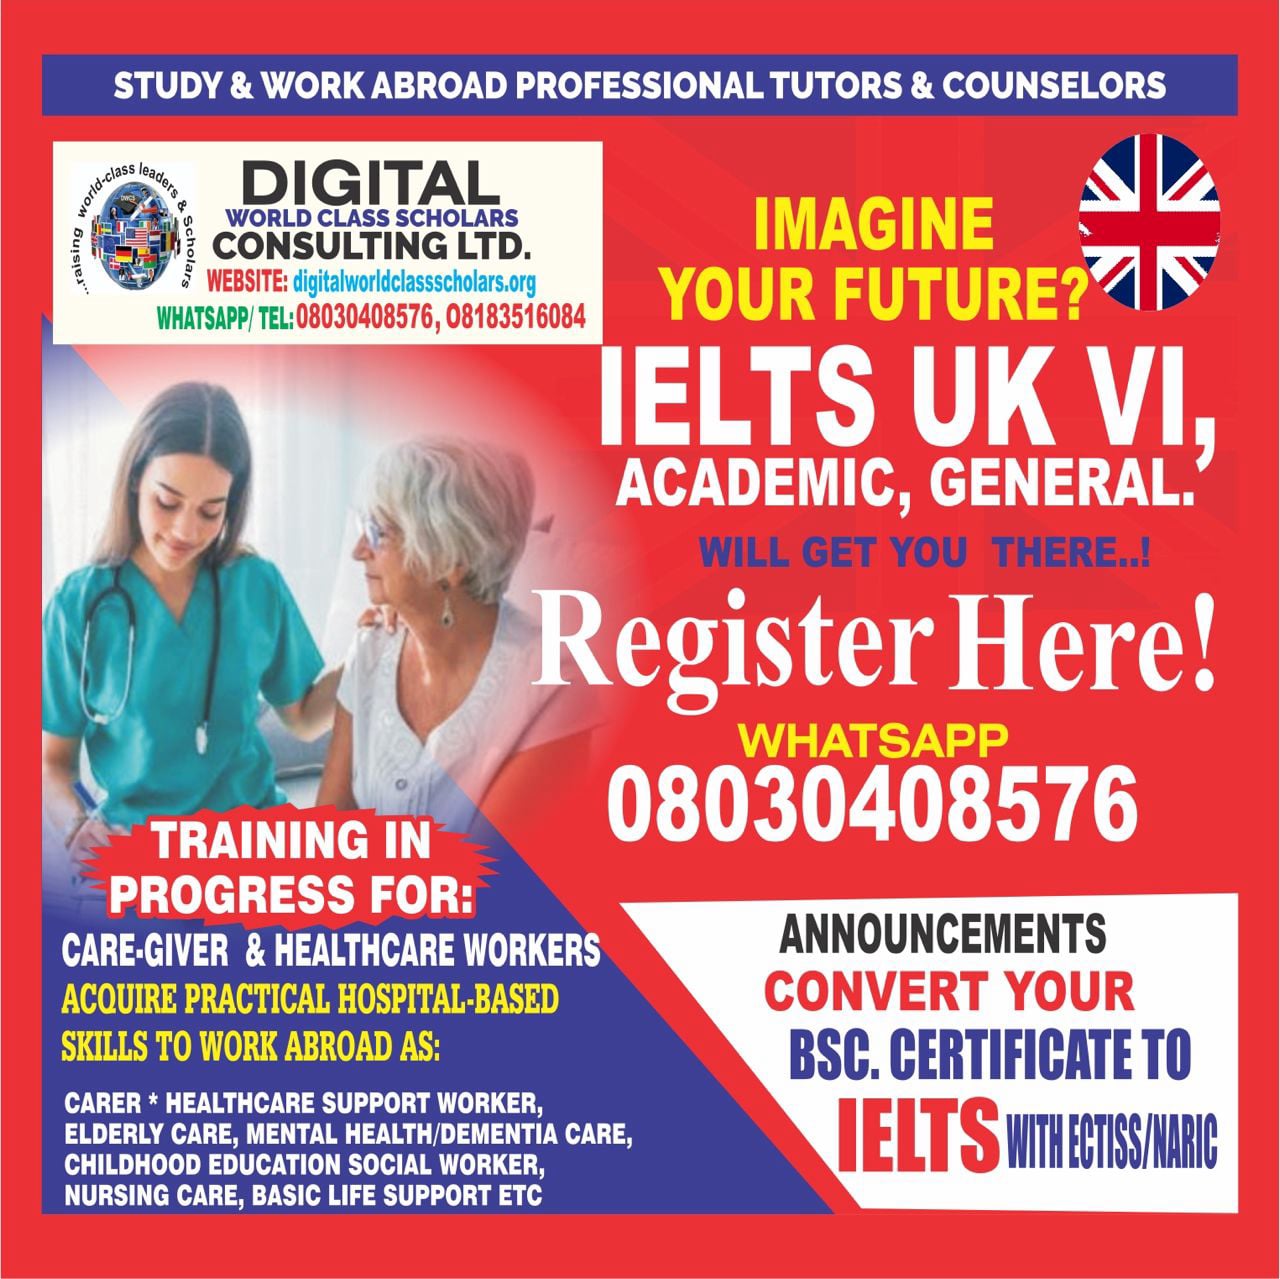 STUDY & WORK ABROAD PROFESSIONAL TUTORS & COUNSELORS
...raising world-class leaders & Scholars
DWCS
DIGITAL
WORLD CLASS SCHOLARS
CONSULTING LTD.
WEBSITE: digitalworldclassscholars.org
WHATSAPP/ TEL: 08030408576, O8183516084
IMAGINE
YOUR FUTURE?
IELTS UK VI,
ACADEMIC, GENERAL.
WILL GET YOU THERE..!
Register Here!
WHATSAPP
08030408576
TRAINING IN
PROGRESS FOR:
CARE-GIVER & HEALTHCARE WORKERS
ACQUIRE PRACTICAL HOSPITAL-BASED
SKILLS TO WORK ABROAD AS:
CARER * HEALTHCARE SUPPORT WORKER,
ELDERLY CARE, MENTAL HEALTH/DEMENTIA CARE,
CHILDHOOD EDUCATION SOCIAL WORKER,
NURSING CARE, BASIC LIFE SUPPORT ETC
ANNOUNCEMENTS
CONVERT YOUR
BSC. CERTIFICATE TO
IELTS WITH ECTISS/NARIC